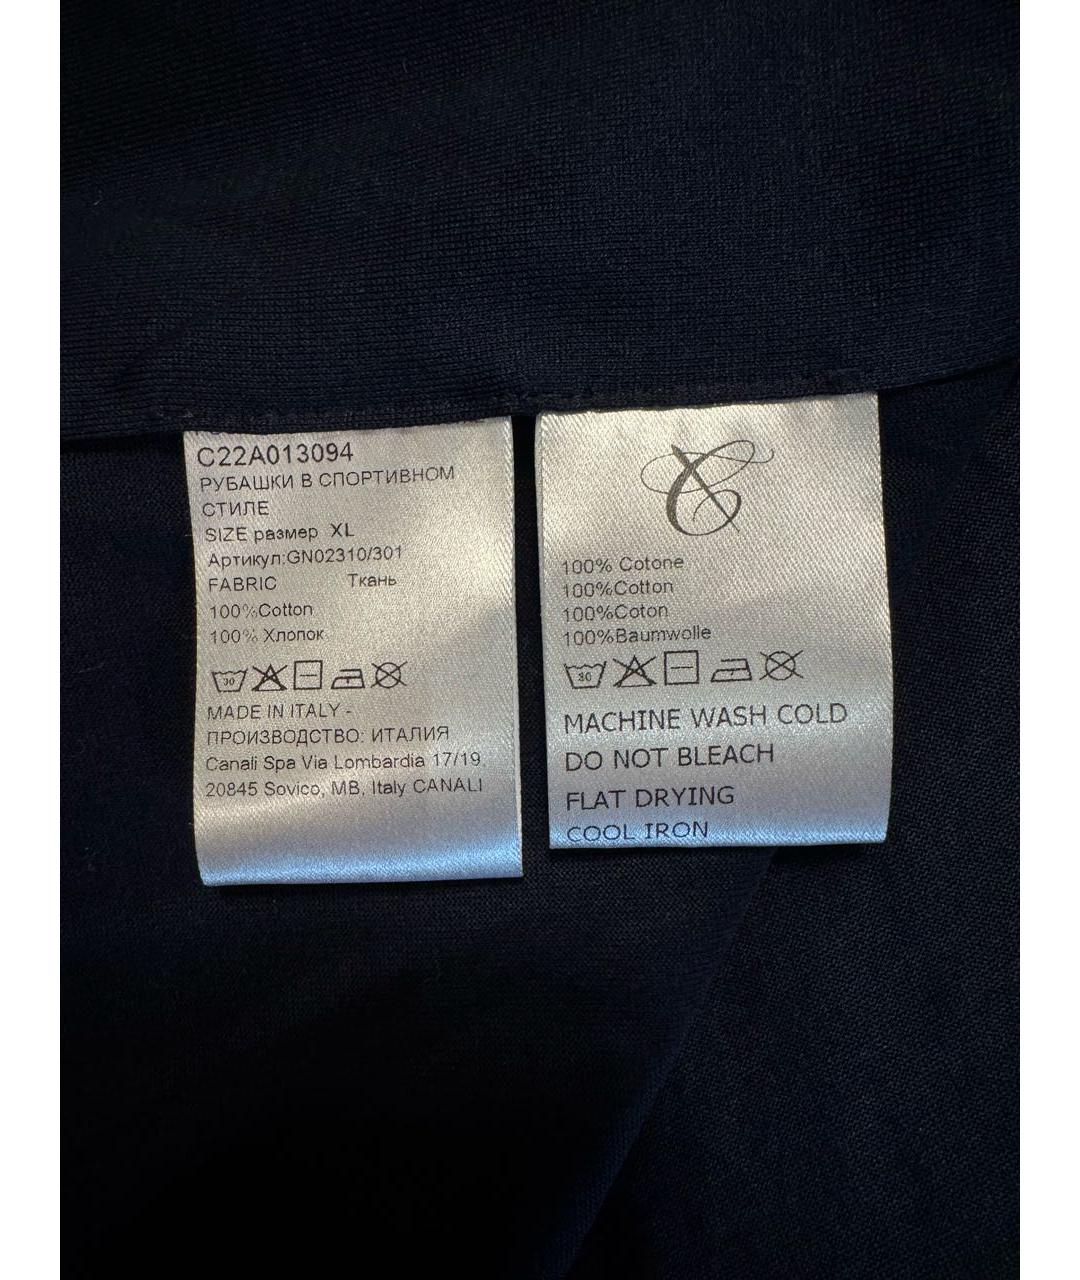 C22A013094
РУБАШКИ В СПОРТИВНОМ
СТИЛЕ
SIZE размер XL
Артикул:GN02310/301
FABRIC Ткань
100%Cotton
100% Хлопок
30
MADE IN ITALY -
ПРОИЗВОДСТВО: ИТАЛИЯ
Canali Spa Via Lombardia 17/19
20845 Sovico, MB, Italy CANALI
100% Cotone
100%Cotton
100%Coton
100%Baumwolle
30
MACHINE WASH COLD
DO NOT BLEACH
FLAT DRYING
COOL IRON